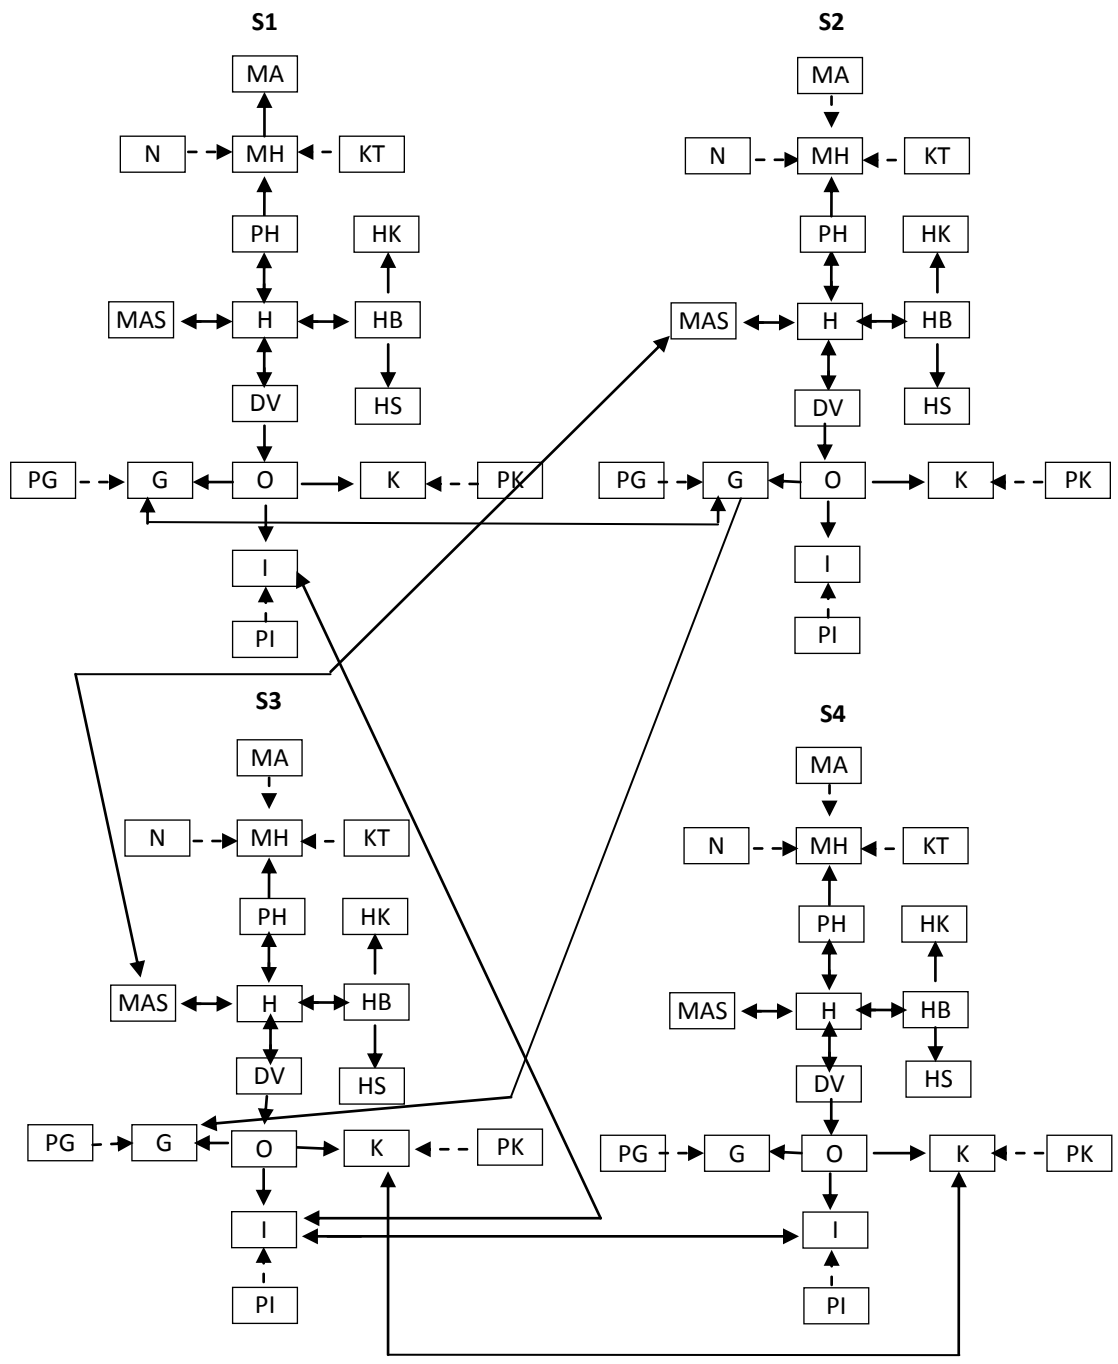 S1 S2
MA MA
N MH KT N MH KT
PH HK PH HK
MAS H HB MAS H HB
DV HS DV HS
PG G O K PK PG G O K PK
I I
PI PI
S3 S4
MA MA
N MH KT N MH KT
PH HK PH HK
MAS H HB MAS H HB
DV HS DV HS
PG G O K PK PG G O K PK
I I
PI PI